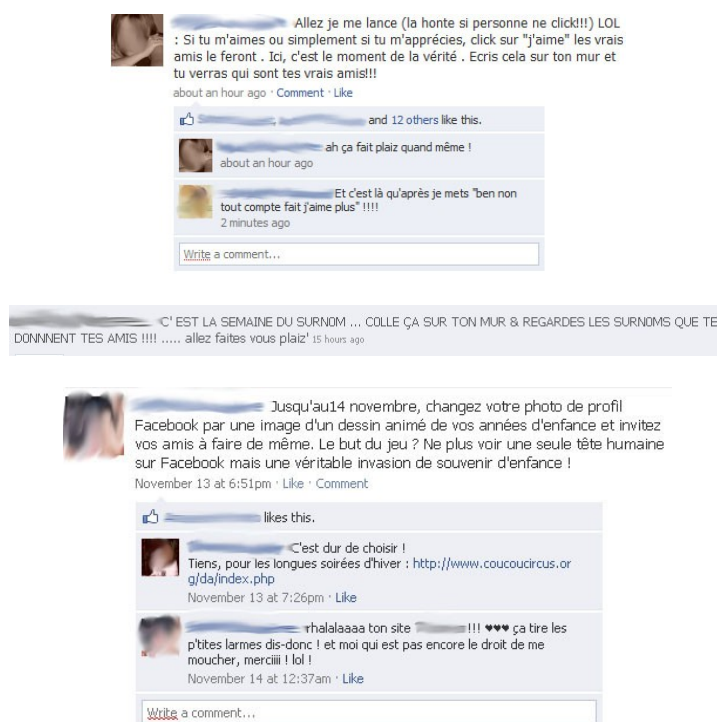 Allez je me lance (la honte si personne ne click!!!) LOL
: Si tu m'aimes ou simplement si tu m'apprécies, click sur "j'aime" les vrais
amis le feront . Ici, c'est le moment de la vérité . Ecris cela sur ton mur et
tu verras qui sont tes vrais amis!!!
about an hour ago · Comment · Like
and 12 others like this.
ah ça fait plaiz quand même !
about an hour ago
Et c'est là qu'après je mets "ben non
tout compte fait j'aime plus" !!!!
2 minutes ago
Write a comment...
C' EST LA SEMAINE DU SURNOM ... COLLE ÇA SUR TON MUR & REGARDES LES SURNOMS QUE TE
DONNNENT TES AMIS !!!! ..... allez faites vous plaiz' 15 hours ago
Jusqu'au14 novembre, changez votre photo de profil
Facebook par une image d'un dessin animé de vos années d'enfance et invitez
vos amis à faire de même. Le but du jeu ? Ne plus voir une seule tête humaine
sur Facebook mais une véritable invasion de souvenir d'enfance !
November 13 at 6:51pm · Like · Comment
likes this.
C'est dur de choisir !
Tiens, pour les longues soirées d'hiver : http://www.coucoucircus.or
g/da/index.php
November 13 at 7:26pm · Like
rhalalaaaa ton site !!! ♥♥♥ ça tire les
p'tites larmes dis-donc ! et moi qui est pas encore le droit de me
moucher, merciiii ! lol !
November 14 at 12:37am · Like
Write a comment...